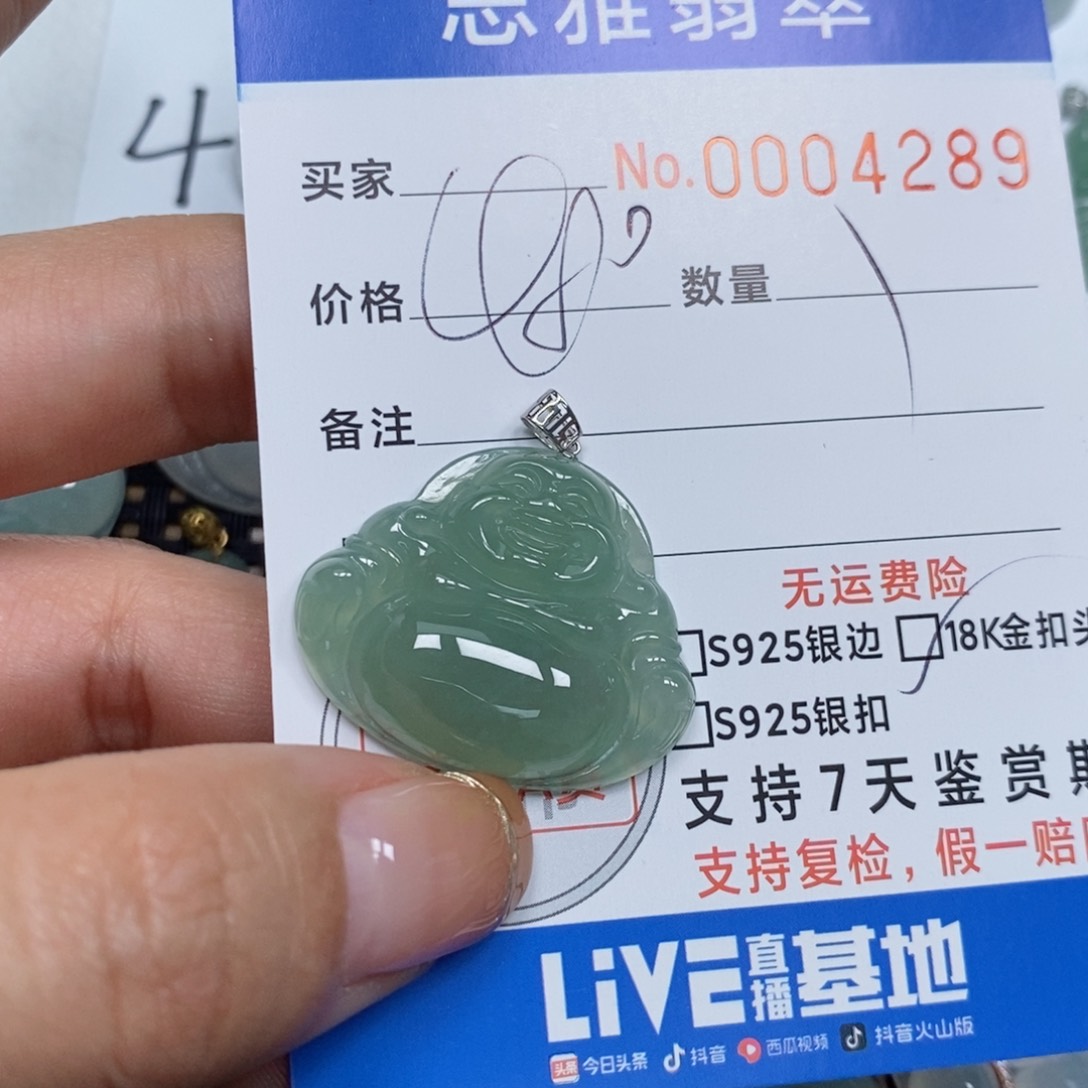 4
翡翠
买家 No.0004289
价格 数量
备注
无运费险
S925银边 18K金扣头
S925银扣
支持7天鉴赏期
支持复检，假一赔
LiVE直播基地
今日头条 抖音 西瓜视频 抖音火山版